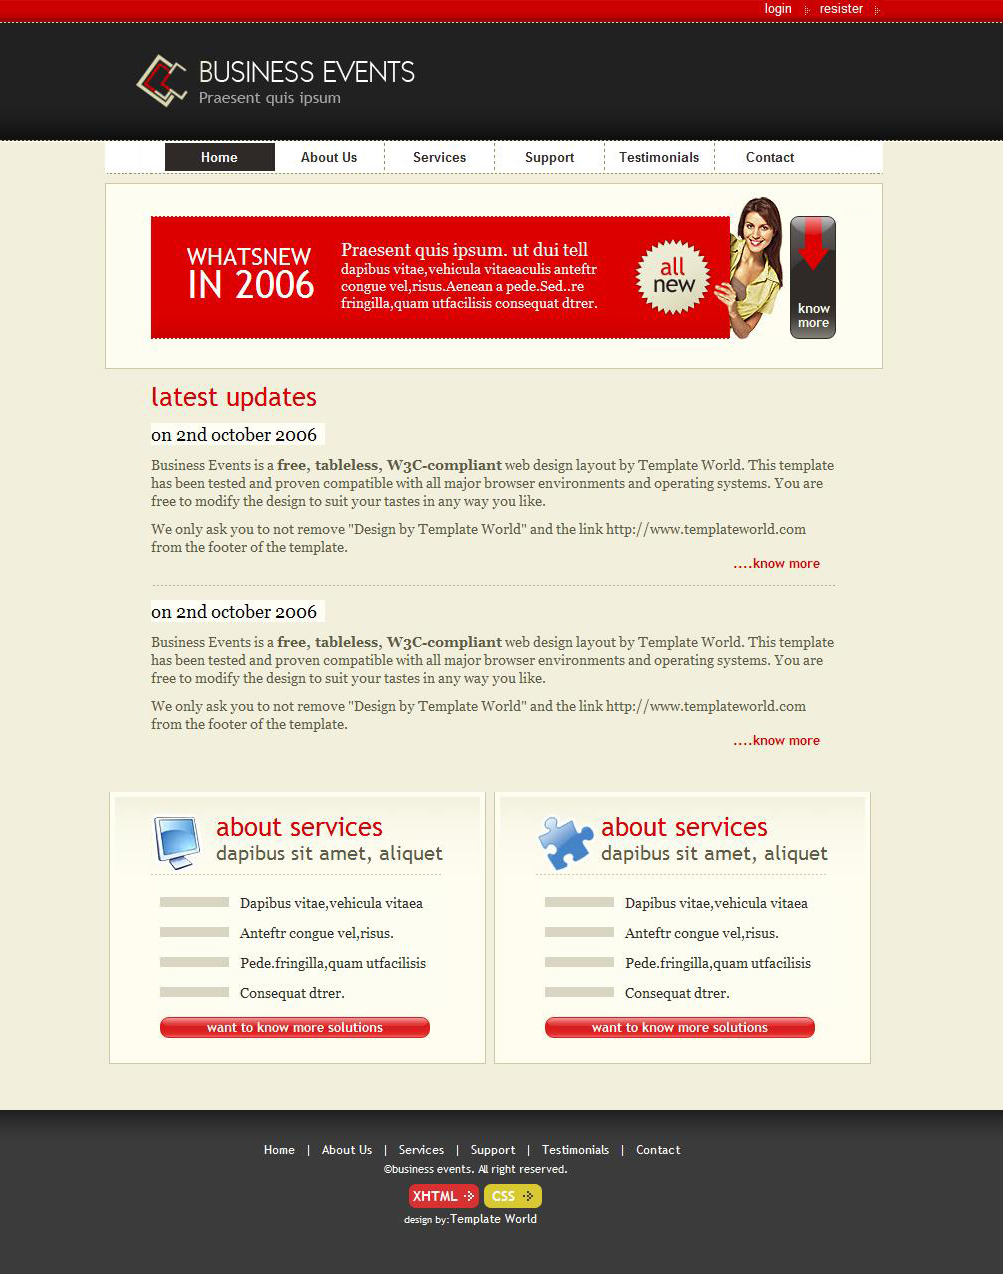 login resister
BUSINESS EVENTS
Praesent quis ipsum
Home About Us Services Support Testimonials Contact
WHATSNEW
IN 2006
Praesent quis ipsum. ut dui tell
dapibus vitae,vehicula vitaeaculis anteftr
congue vel,risus.Aenean a pede.Sed..re
fringilla,quam utfacilisis consequat dtrer.
all
new
know
more
latest updates
on 2nd october 2006
Business Events is a free, tableless, W3C-compliant web design layout by Template World. This template
has been tested and proven compatible with all major browser environments and operating systems. You are
free to modify the design to suit your tastes in any way you like.
We only ask you to not remove "Design by Template World" and the link http://www.templateworld.com
from the footer of the template.
....know more
on 2nd october 2006
Business Events is a free, tableless, W3C-compliant web design layout by Template World. This template
has been tested and proven compatible with all major browser environments and operating systems. You are
free to modify the design to suit your tastes in any way you like.
We only ask you to not remove "Design by Template World" and the link http://www.templateworld.com
from the footer of the template.
....know more
about services
dapibus sit amet, aliquet
Dapibus vitae,vehicula vitaea
Anteftr congue vel,risus.
Pede.fringilla,quam utfacilisis
Consequat dtrer.
want to know more solutions
about services
dapibus sit amet, aliquet
Dapibus vitae,vehicula vitaea
Anteftr congue vel,risus.
Pede.fringilla,quam utfacilisis
Consequat dtrer.
want to know more solutions
Home | About Us | Services | Support | Testimonials | Contact
©business events. All right reserved.
XHTML CSS
design by:Template World